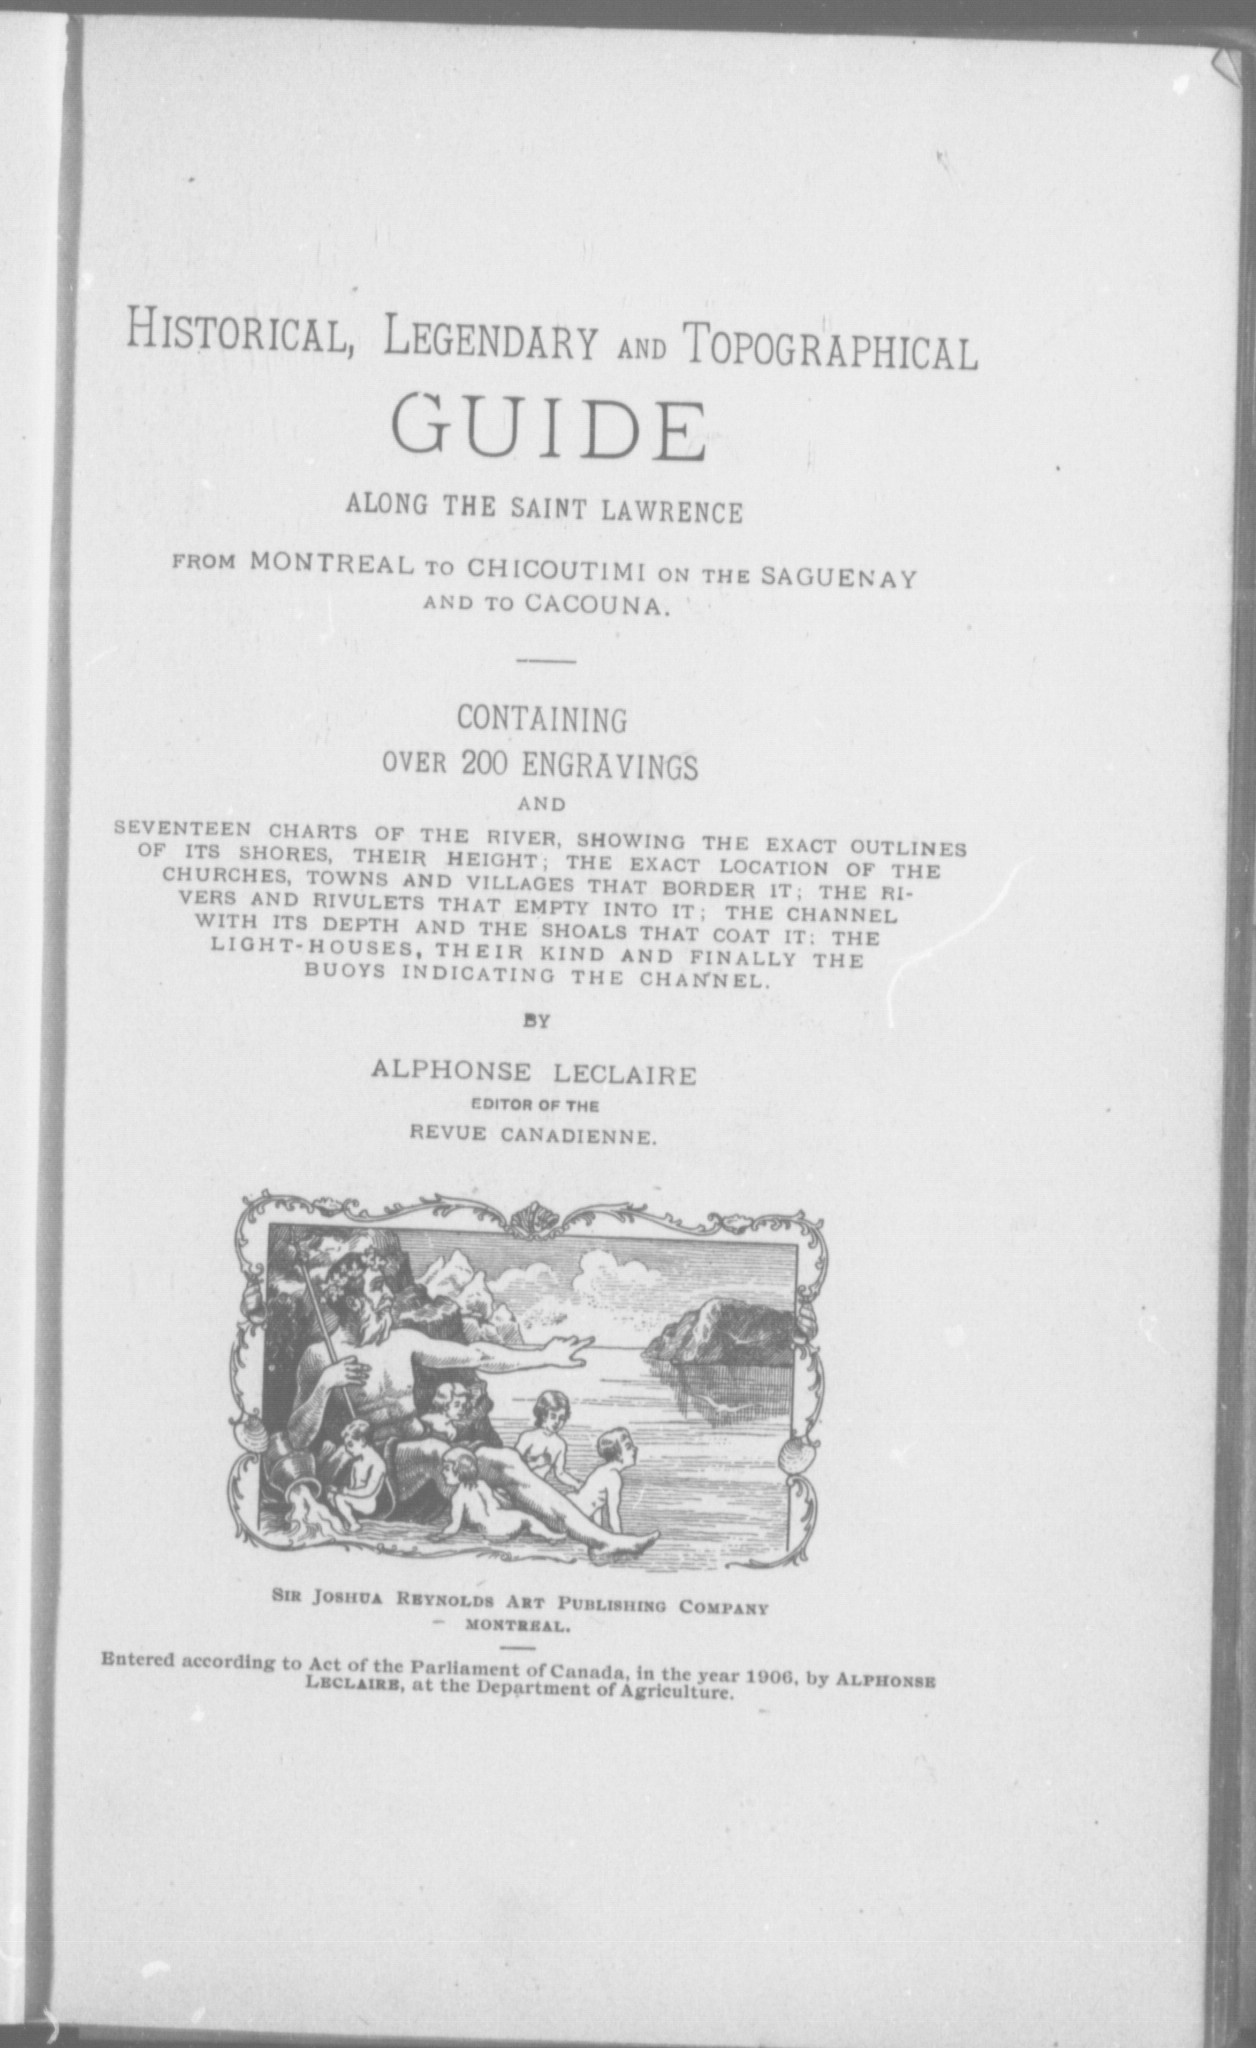 HISTORICAL, LEGENDARY AND TOPOGRAPHICAL
GUIDE
ALONG THE SAINT LAWRENCE
FROM MONTREAL TO CHICOUTIMI ON THE SAGUENAY
AND TO CACOUNA.
CONTAINING
OVER 200 ENGRAVINGS
AND
SEVENTEEN CHARTS OF THE RIVER, SHOWING THE EXACT OUTLINES
OF ITS SHORES, THEIR HEIGHT; THE EXACT LOCATION OF THE
CHURCHES, TOWNS AND VILLAGES THAT BORDER IT; THE RI-
VERS AND RIVULETS THAT EMPTY INTO IT; THE CHANNEL
WITH ITS DEPTH AND THE SHOALS THAT COAT IT: THE
LIGHT-HOUSES, THEIR KIND AND FINALLY THE
BUOYS INDICATING THE CHANNEL.
BY
ALPHONSE LECLAIRE
EDITOR OF THE
REVUE CANADIENNE.
SIR JOSHUA REYNOLDS ART PUBLISHING COMPANY
MONTREAL.
Entered according to Act of the Parliament of Canada, in the year 1906, by ALPHONSE
LECLAIRE, at the Department of Agriculture.